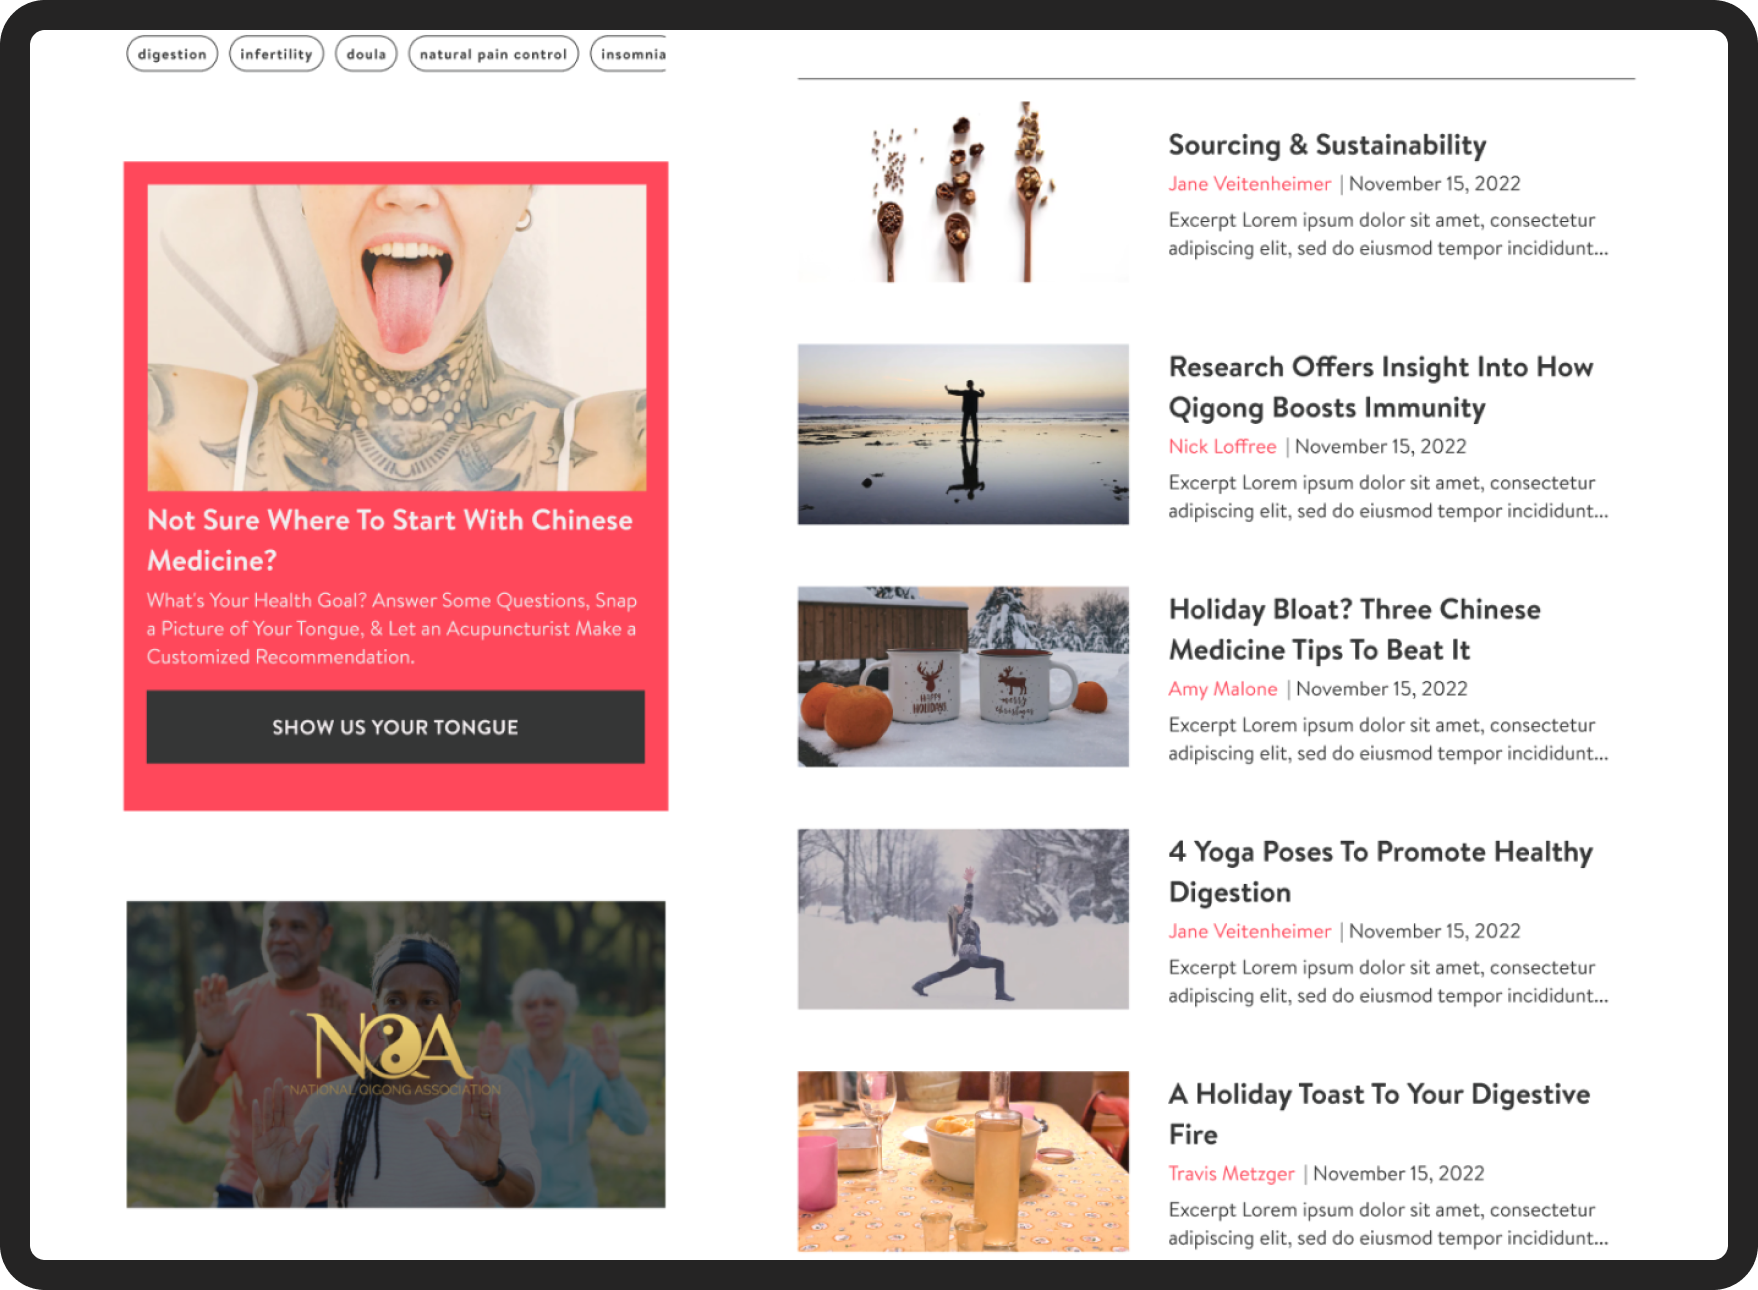 digestion
infertility
doula
natural pain control
insomnia
Not Sure Where To Start With Chinese
Medicine?
What's Your Health Goal? Answer Some Questions, Snap
a Picture of Your Tongue, & Let an Acupuncturist Make a
Customized Recommendation.
SHOW US YOUR TONGUE
NQA
NATIONAL QIGONG ASSOCIATION
Sourcing & Sustainability
Jane Veitenheimer | November 15, 2022
Excerpt Lorem ipsum dolor sit amet, consectetur
adipiscing elit, sed do eiusmod tempor incididunt...
Research Offers Insight Into How
Qigong Boosts Immunity
Nick Loffree | November 15, 2022
Excerpt Lorem ipsum dolor sit amet, consectetur
adipiscing elit, sed do eiusmod tempor incididunt...
HAPPY
HOLIDAYS
merry
christmas
Holiday Bloat? Three Chinese
Medicine Tips To Beat It
Amy Malone | November 15, 2022
Excerpt Lorem ipsum dolor sit amet, consectetur
adipiscing elit, sed do eiusmod tempor incididunt...
4 Yoga Poses To Promote Healthy
Digestion
Jane Veitenheimer | November 15, 2022
Excerpt Lorem ipsum dolor sit amet, consectetur
adipiscing elit, sed do eiusmod tempor incididunt...
A Holiday Toast To Your Digestive
Fire
Travis Metzger | November 15, 2022
Excerpt Lorem ipsum dolor sit amet, consectetur
adipiscing elit, sed do eiusmod tempor incididunt...